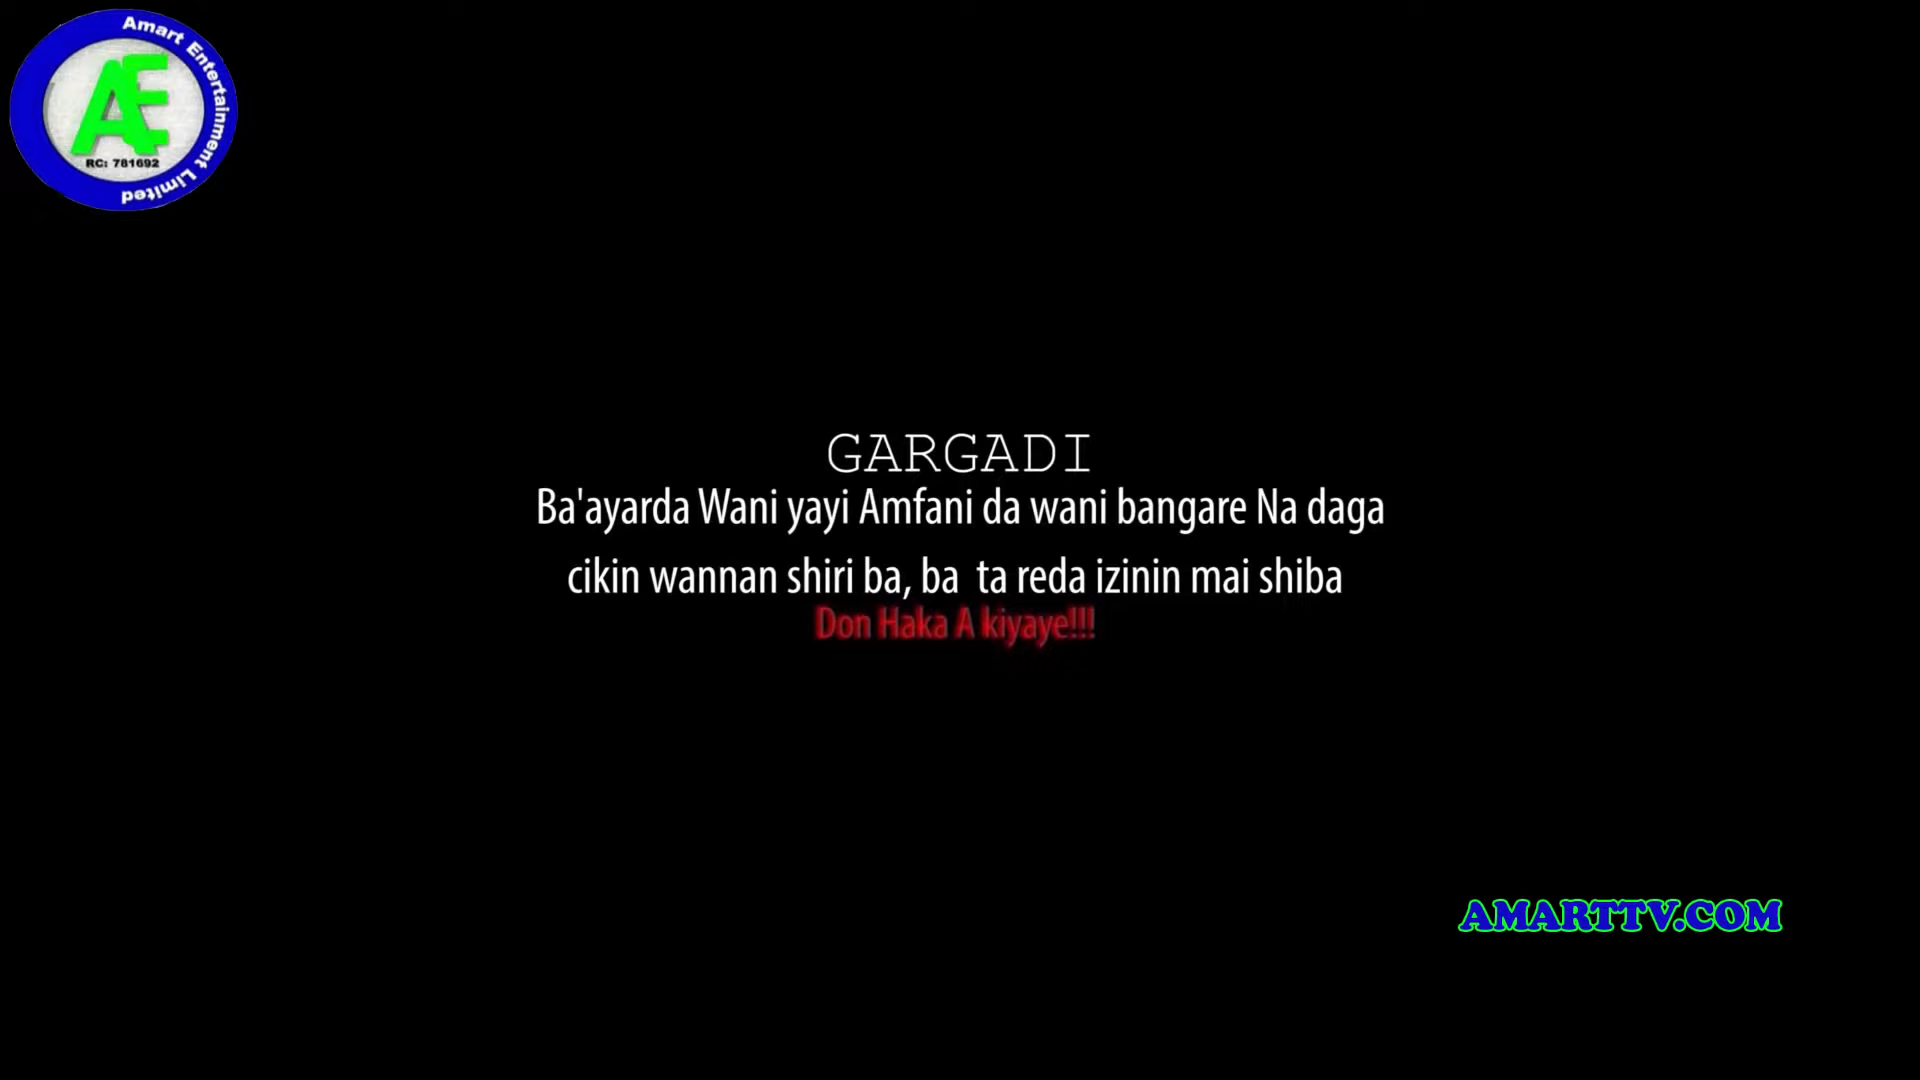 Amart Entertainment Limited
AE
RC: 781692
GARGADI
Ba'ayarda Wani yayi Amfani da wani bangare Na daga
cikin wannan shiri ba, ba ta reda izinin mai shiba
Don Haka A kiyaye!!!
AMARTTV.COM